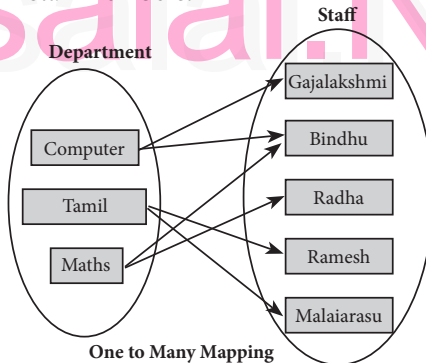 Staff
Department
Gajalakshmi
Computer
Bindhu
Tamil
Radha
Maths
Ramesh
Malaiarasu
One to Many Mapping